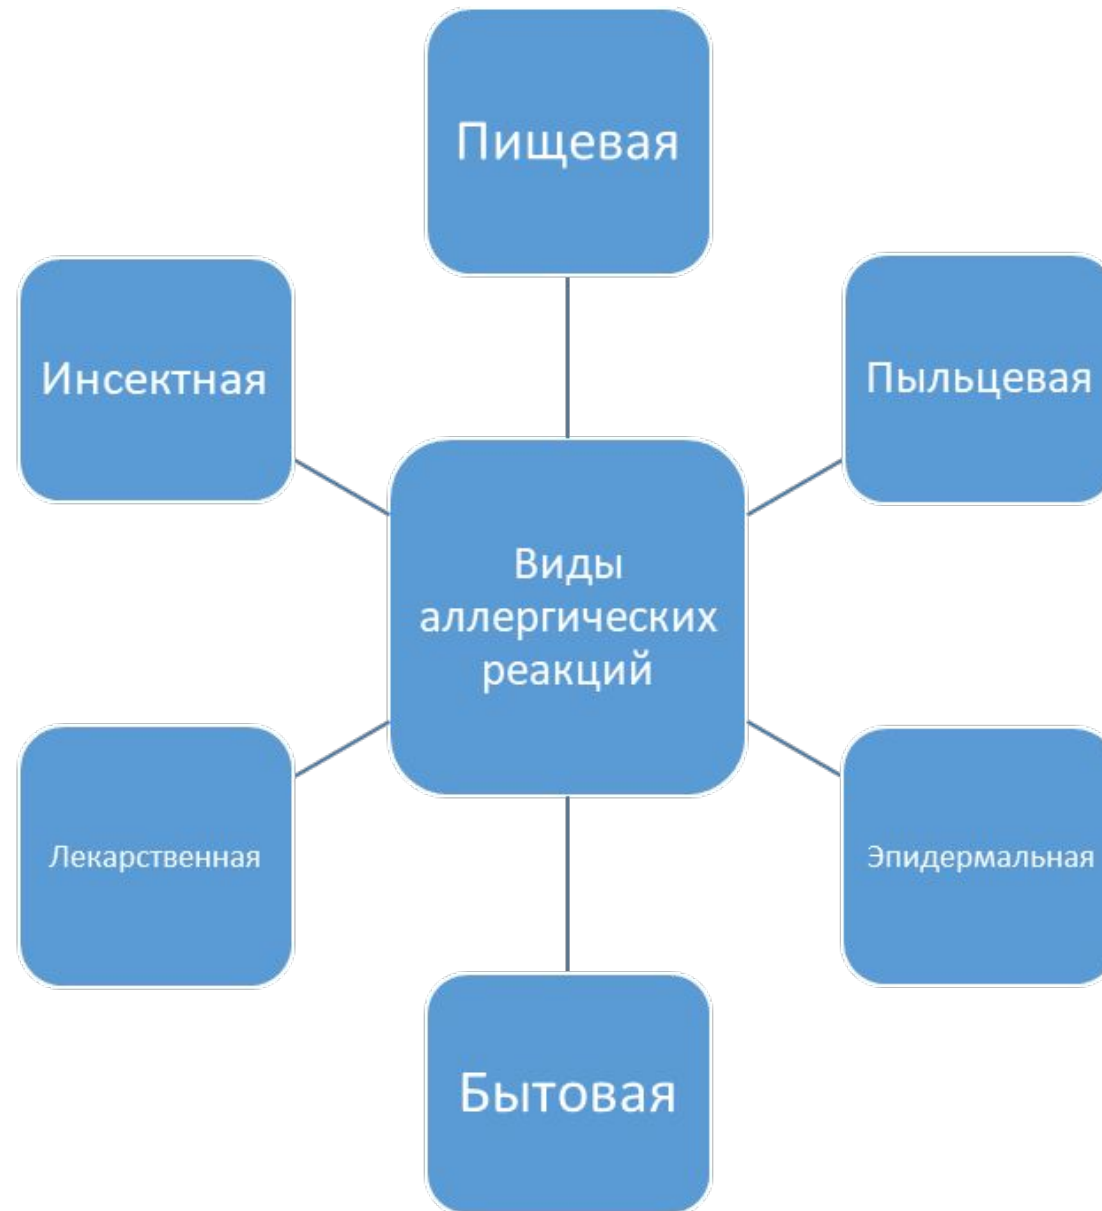 Пищевая
Инсектная
Пыльцевая
Виды
аллергических
реакций
Лекарственная
Эпидермальная
Бытовая